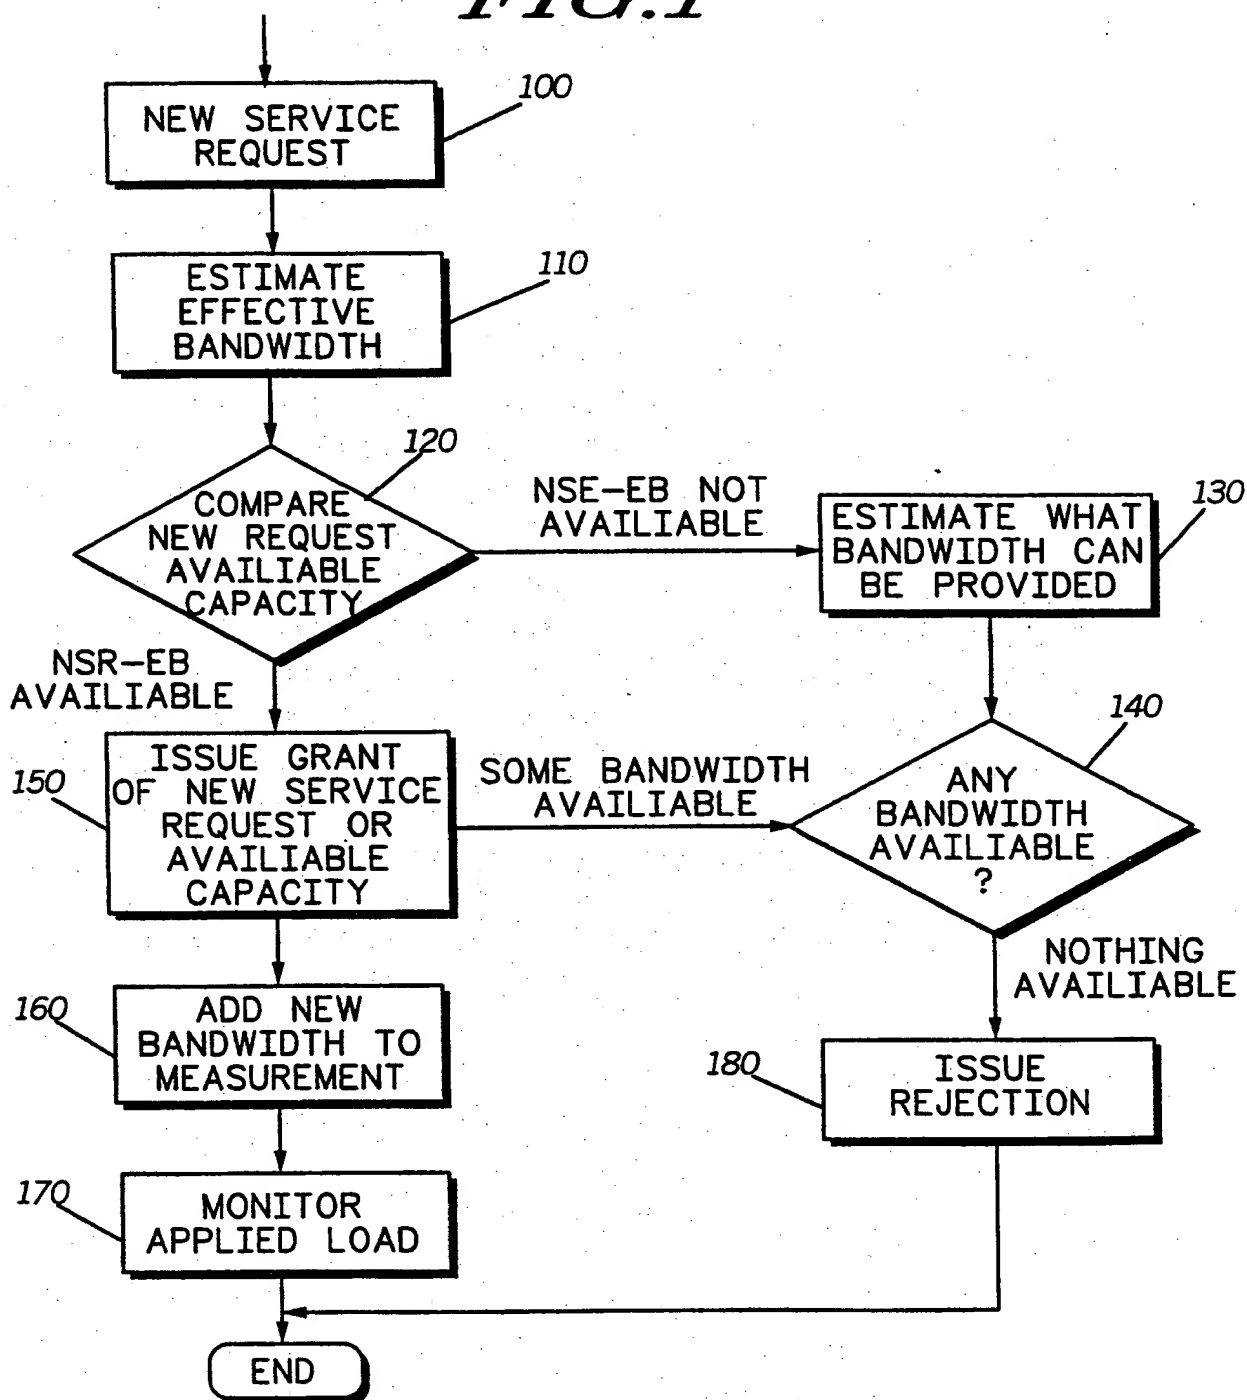 FIG.1
100
NEW SERVICE
REQUEST
110
ESTIMATE
EFFECTIVE
BANDWIDTH
120
COMPARE
NEW REQUEST
AVAILIABLE
CAPACITY
NSE-EB NOT
AVAILIABLE
130
ESTIMATE WHAT
BANDWIDTH CAN
BE PROVIDED
NSR-EB
AVAILIABLE
140
ANY
BANDWIDTH
AVAILIABLE
?
150
ISSUE GRANT
OF NEW SERVICE
REQUEST OR
AVAILIABLE
CAPACITY
SOME BANDWIDTH
AVAILIABLE
NOTHING
AVAILIABLE
160
ADD NEW
BANDWIDTH TO
MEASUREMENT
180
ISSUE
REJECTION
170
MONITOR
APPLIED LOAD
END